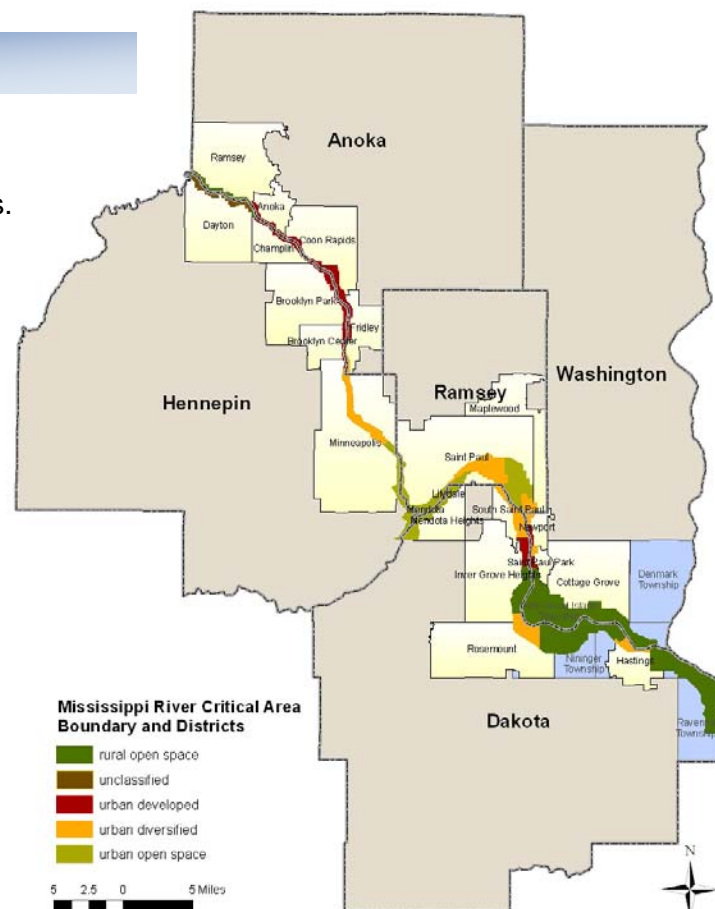 s.
Anoka
Ramsey
Anoka
Dayton
Coon Rapids
Champlin
Brooklyn Park
Fridley
Brooklyn Center
Washington
Ramsey
Hennepin
Maplewood
Minneapolis
Saint Paul
Lilydale
Mendota
South Saint Paul
Mendota Heights
Newport
Saint Paul Park
Inver Grove Heights
Cottage Grove
Denmark
Township
Rosemount
Nininger
Township
Hastings
Dakota
Township
Mississippi River Critical Area
Boundary and Districts
rural open space
unclassified
urban developed
urban diversified
urban open space
5 2.5 0 5 Miles
N